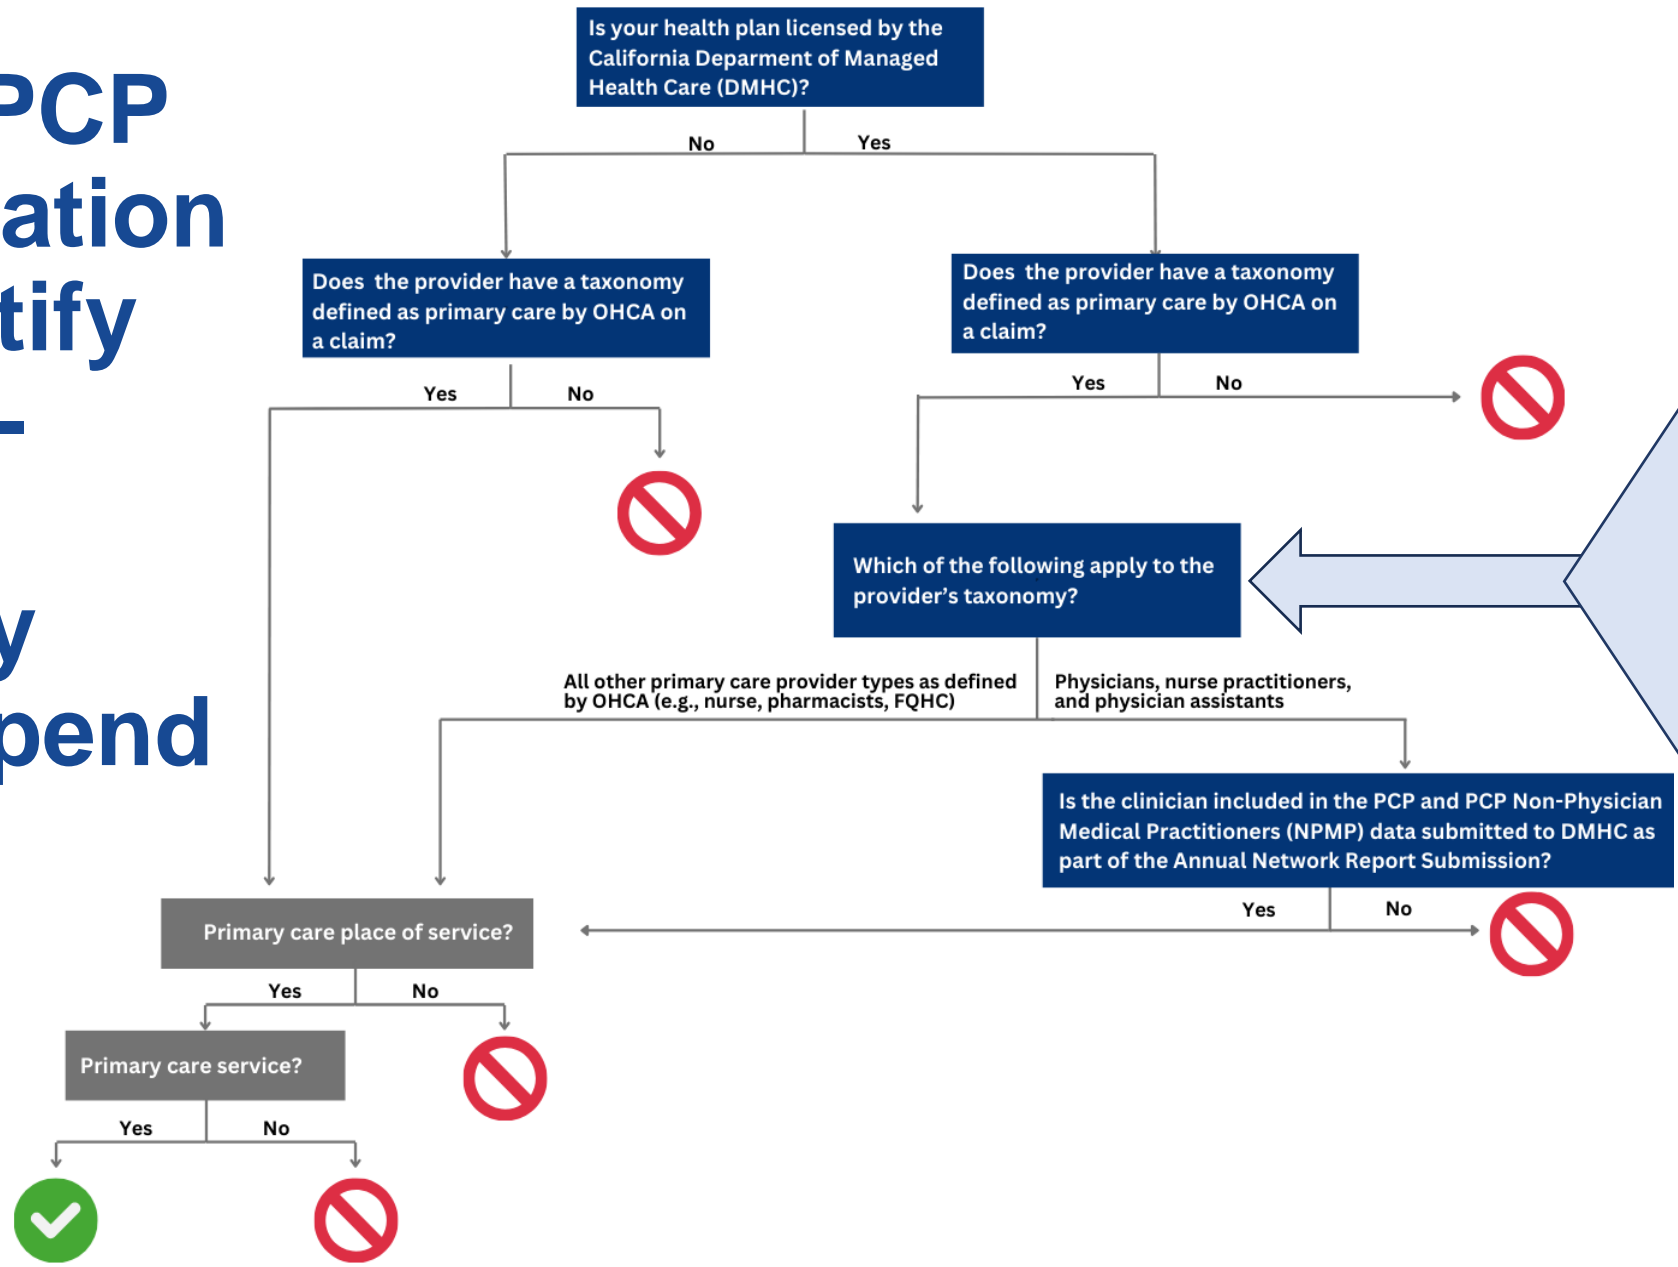 PCP
ation
tify
-
y
pend
Is your health plan licensed by the
California Deparment of Managed
Health Care (DMHC)?
No
Yes
Does the provider have a taxonomy
defined as primary care by OHCA on
a claim?
Does the provider have a taxonomy
defined as primary care by OHCA on
a claim?
Yes
No
Yes
No
Which of the following apply to the
provider's taxonomy?
All other primary care provider types as defined
by OHCA (e.g., nurse, pharmacists, FQHC)
Physicians, nurse practitioners,
and physician assistants
Is the clinician included in the PCP and PCP Non-Physician
Medical Practitioners (NPMP) data submitted to DMHC as
part of the Annual Network Report Submission?
Yes
No
Primary care place of service?
Yes
No
Primary care service?
Yes
No